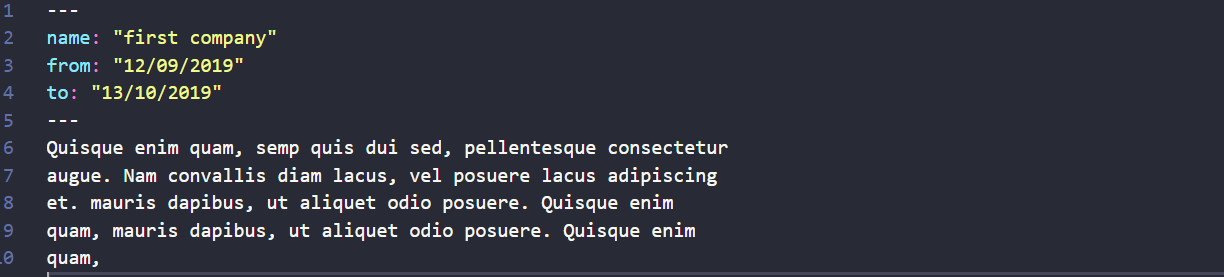 1 ---
2 name: "first company"
3 from: "12/09/2019"
4 to: "13/10/2019"
5 ---
6 Quisque enim quam, semp quis dui sed, pellentesque consectetur
7 augue. Nam convallis diam lacus, vel posuere lacus adipiscing
8 et. mauris dapibus, ut aliquet odio posuere. Quisque enim
9 quam, mauris dapibus, ut aliquet odio posuere. Quisque enim
10 quam,